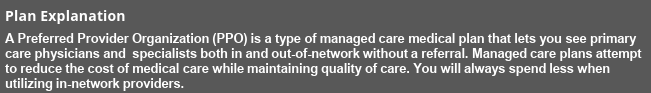 Plan Explanation
A Preferred Provider Organization (PPO) is a type of managed care medical plan that lets you see primary
care physicians and  specialists both in and out-of-network without a referral. Managed care plans attempt
to reduce the cost of medical care while maintaining quality of care. You will always spend less when
utilizing in-network providers.